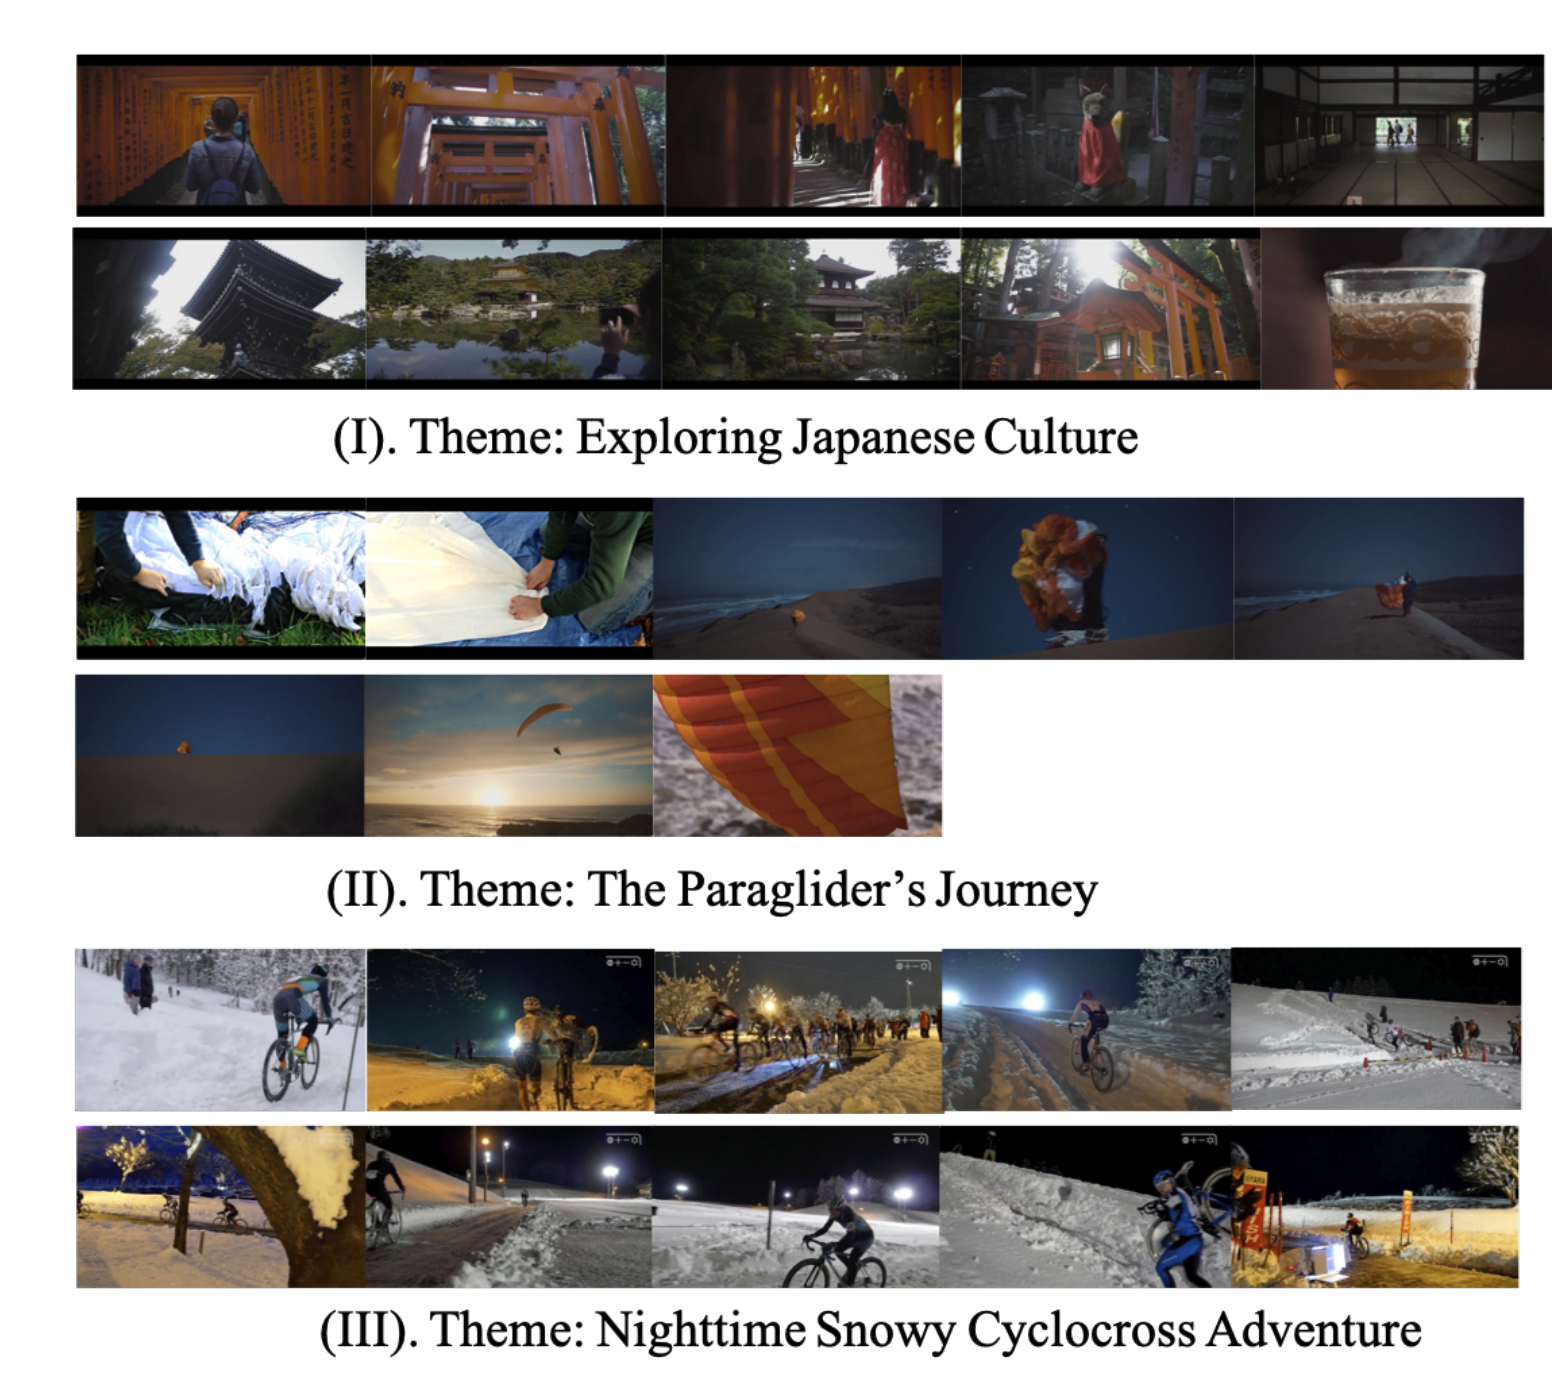 (I). Theme: Exploring Japanese Culture
(II). Theme: The Paraglider’s Journey
(III). Theme: Nighttime Snowy Cyclocross Adventure